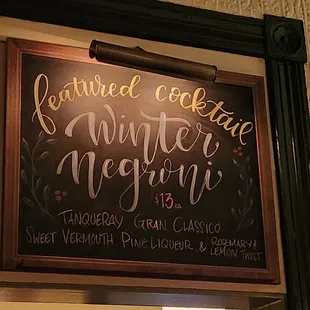 featured cocktail
Winter
Negroni
$13 ea
TANQUERAY GRAN CLASSICO
SWEET VERMOUTH PINE LIQUEUR & ROSEMARY &
LEMON TWIST